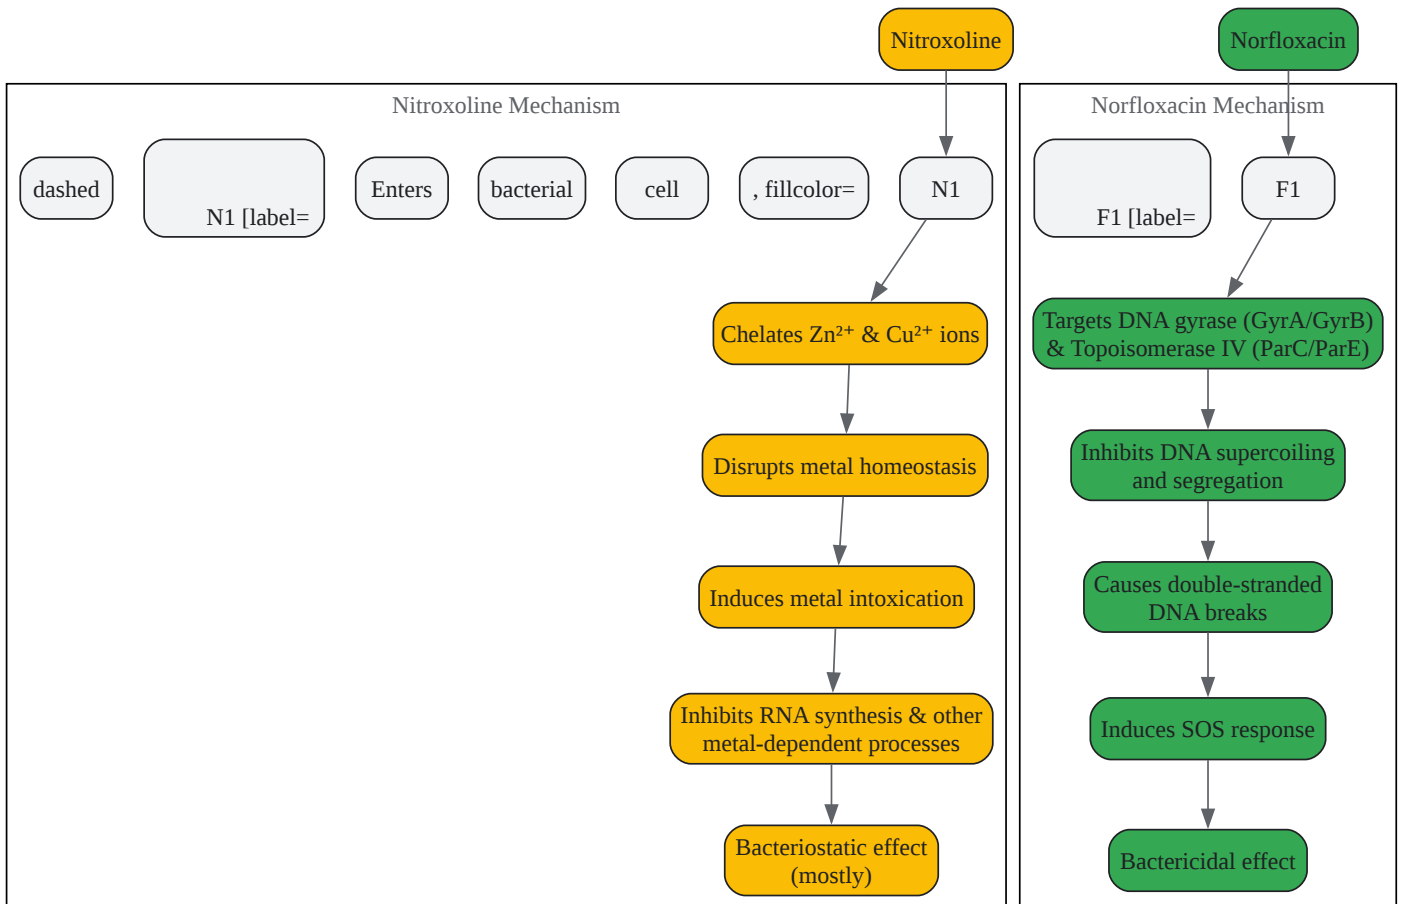 Nitroxoline
Norfloxacin
Nitroxoline Mechanism
dashed
N1 [label=
Enters
bacterial
cell
, fillcolor=
N1
Chelates Zn²⁺ & Cu²⁺ ions
Disrupts metal homeostasis
Induces metal intoxication
Inhibits RNA synthesis & other
metal-dependent processes
Bacteriostatic effect
(mostly)
Norfloxacin Mechanism
F1 [label=
F1
Targets DNA gyrase (GyrA/GyrB)
& Topoisomerase IV (ParC/ParE)
Inhibits DNA supercoiling
and segregation
Causes double-stranded
DNA breaks
Induces SOS response
Bactericidal effect